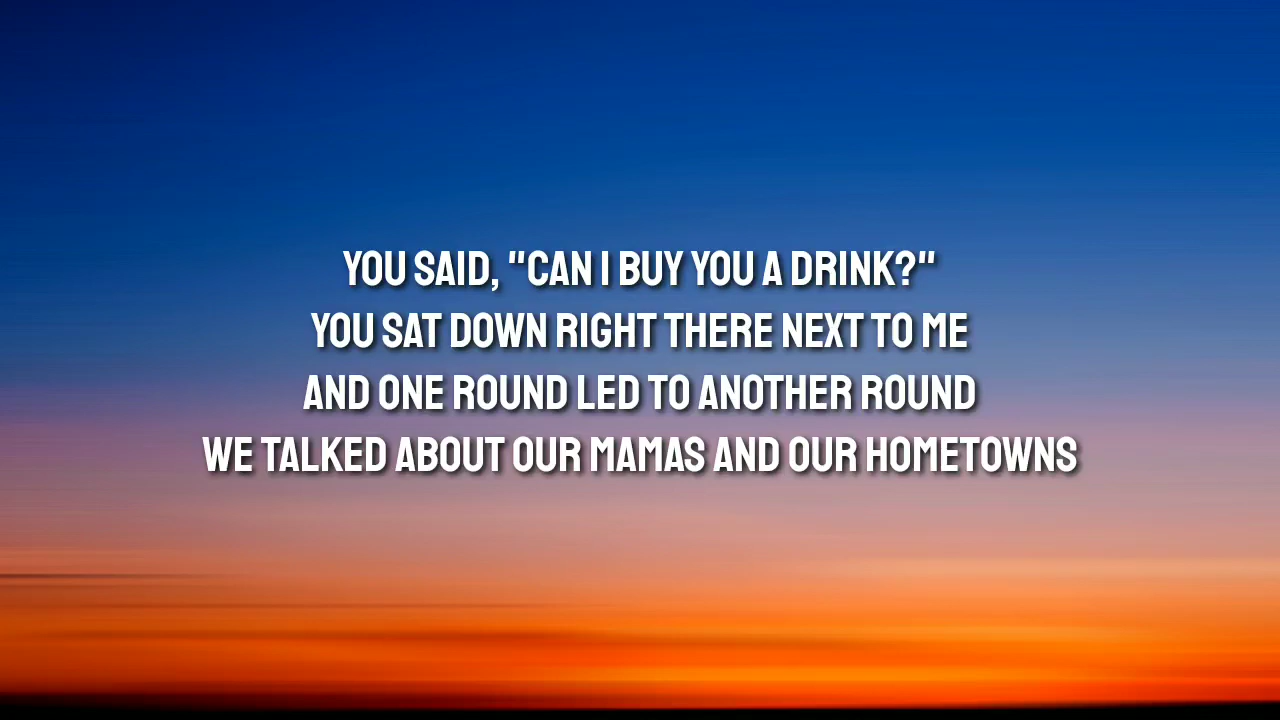 YOU SAID, "CAN I BUY YOU A DRINK?"
YOU SAT DOWN RIGHT THERE NEXT TO ME
AND ONE ROUND LED TO ANOTHER ROUND
WE TALKED ABOUT OUR MAMAS AND OUR HOMETOWNS